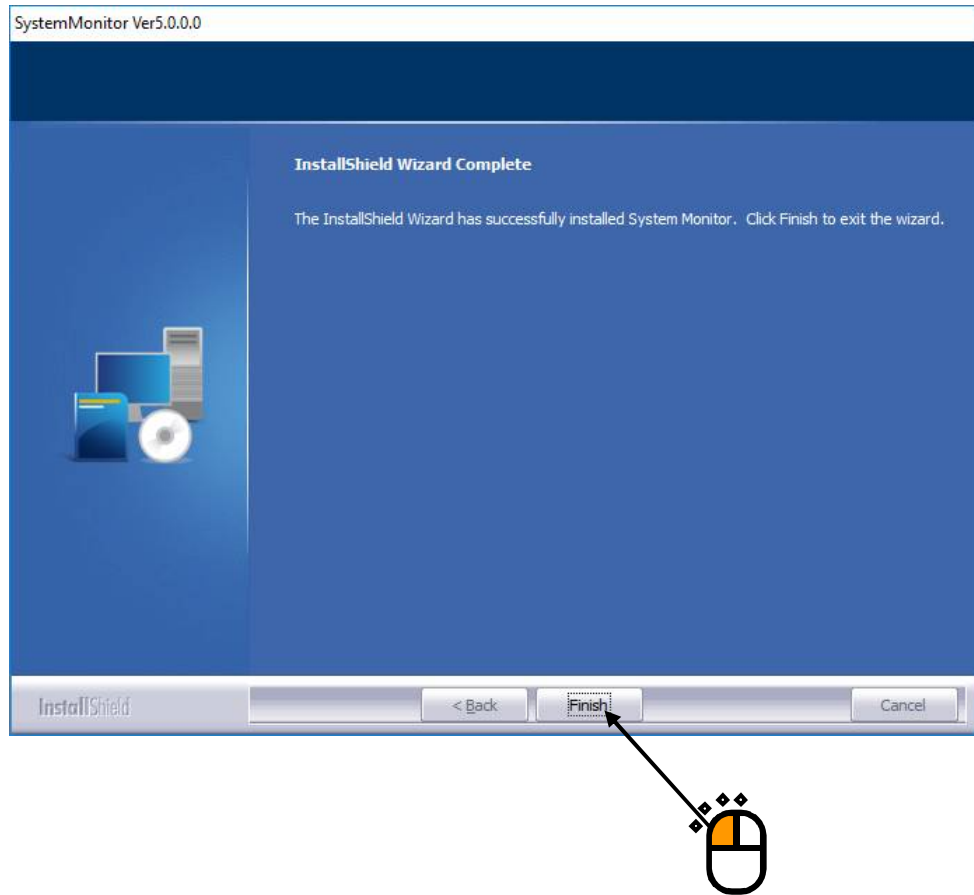 SystemMonitor Ver5.0.0.0
InstallShield Wizard Complete
The InstallShield Wizard has successfully installed System Monitor. Click Finish to exit the wizard.
InstallShield
< Back
Finish
Cancel